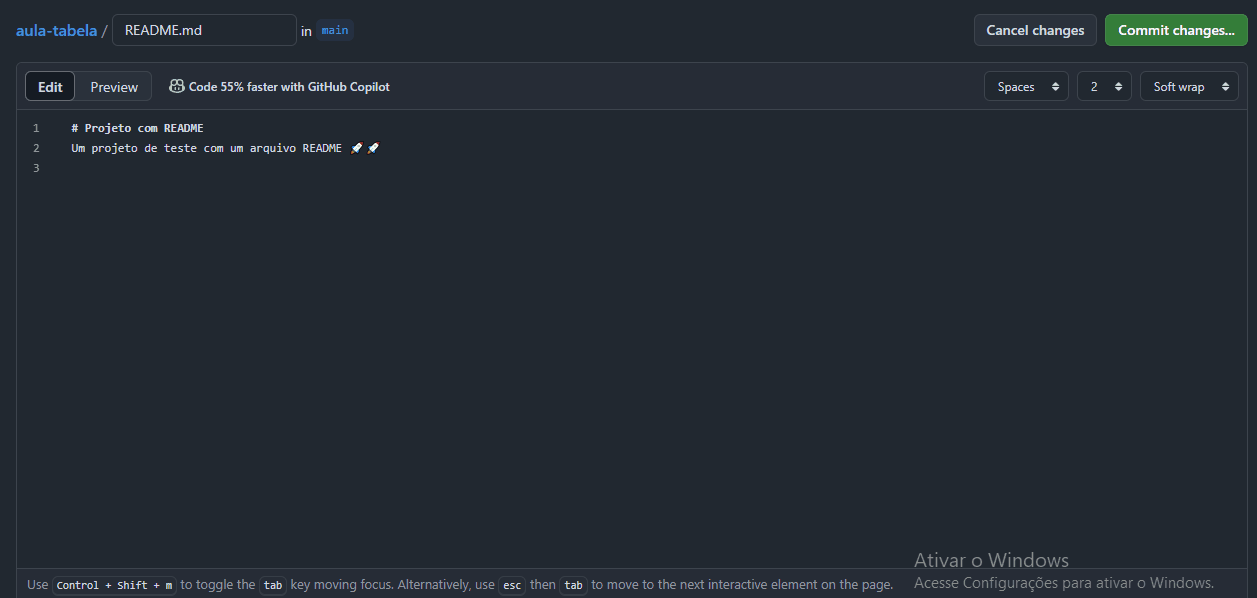 aula-tabela / README.md in main Cancel changes Commit changes...
Edit Preview Code 55% faster with GitHub Copilot Spaces 2 Soft wrap
1 # Projeto com README
2 Um projeto de teste com um arquivo README 🚀🚀
3
Ativar o Windows
Use Control + Shift + m to toggle the tab key moving focus. Alternatively, use esc then tab to move to the next interactive element on the page.
Acesse Configurações para ativar o Windows.